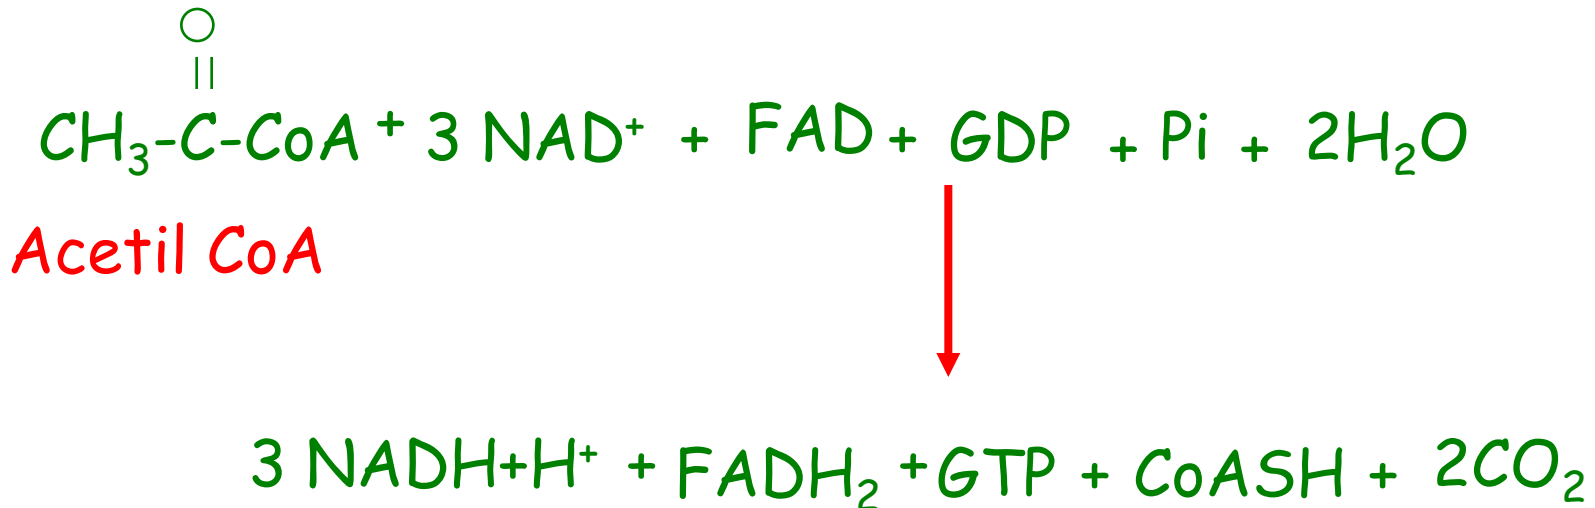 O
||
CH₃-C-CoA + 3 NAD⁺ + FAD + GDP + Pi + 2H₂O
Acetil CoA
3 NADH+H⁺ + FADH₂ + GTP + CoASH + 2CO₂